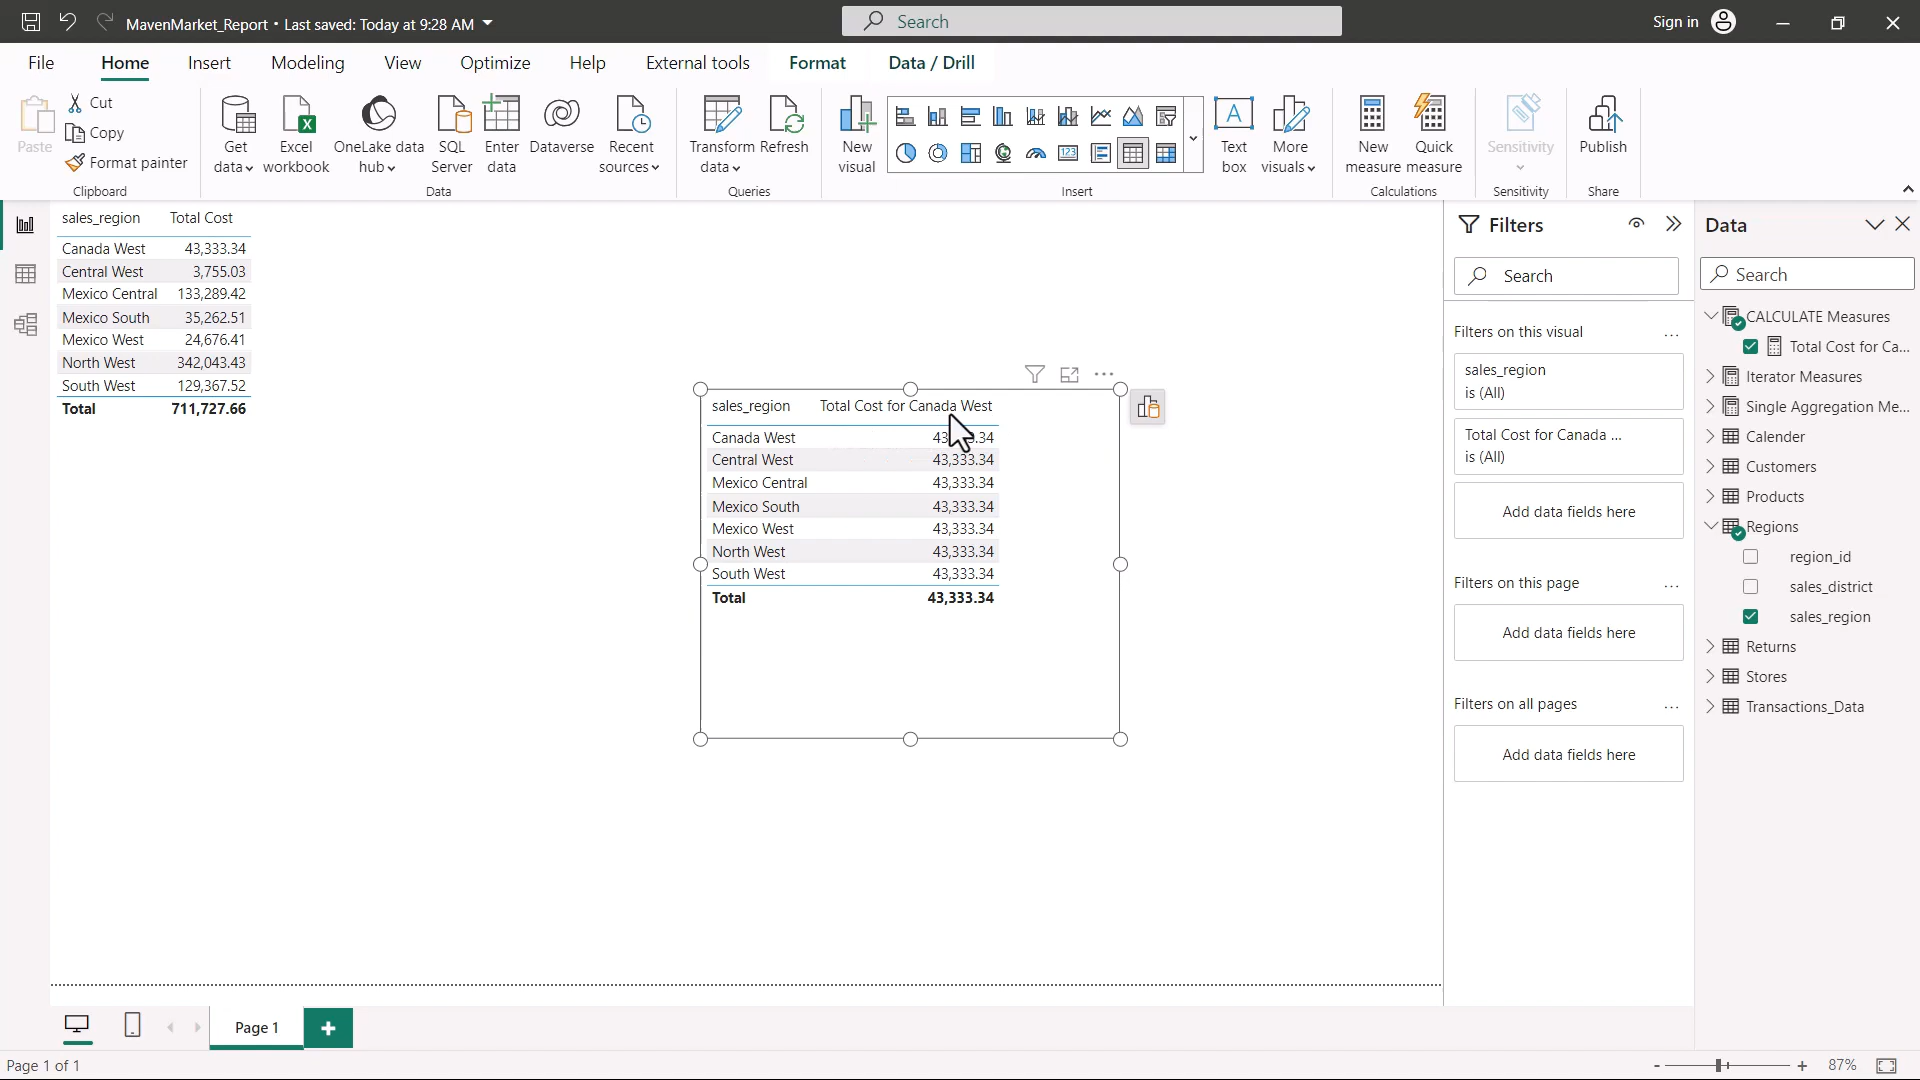 MavenMarket_Report • Last saved: Today at 9:28 AM
Search
Sign in
File
Home
Insert
Modeling
View
Optimize
Help
External tools
Format
Data / Drill
Paste
Cut
Copy
Format painter
Clipboard
Get data
Excel workbook
OneLake data hub
SQL Server
Enter data
Dataverse
Recent sources
Data
Transform data
Refresh
Queries
New visual
123
A
Text box
More visuals
Insert
New measure
Quick measure
Calculations
Sensitivity
Sensitivity
Publish
Share
sales_region Total Cost
Canada West 43,333.34
Central West 3,755.03
Mexico Central 133,289.42
Mexico South 35,262.51
Mexico West 24,676.41
North West 342,043.43
South West 129,367.52
Total 711,727.66
sales_region Total Cost for Canada West
Canada West 43 .34
Central West 43,333.34
Mexico Central 43,333.34
Mexico South 43,333.34
Mexico West 43,333.34
North West 43,333.34
South West 43,333.34
Total 43,333.34
Filters
Search
Filters on this visual ...
sales_region
is (All)
Total Cost for Canada ...
is (All)
Add data fields here
Filters on this page ...
Add data fields here
Filters on all pages ...
Add data fields here
Data
Search
CALCULATE Measures
Total Cost for Ca...
Iterator Measures
Single Aggregation Me...
Calender
Customers
Products
Regions
region_id
sales_district
sales_region
Returns
Stores
Transactions_Data
Page 1
+
Page 1 of 1
- + 87%